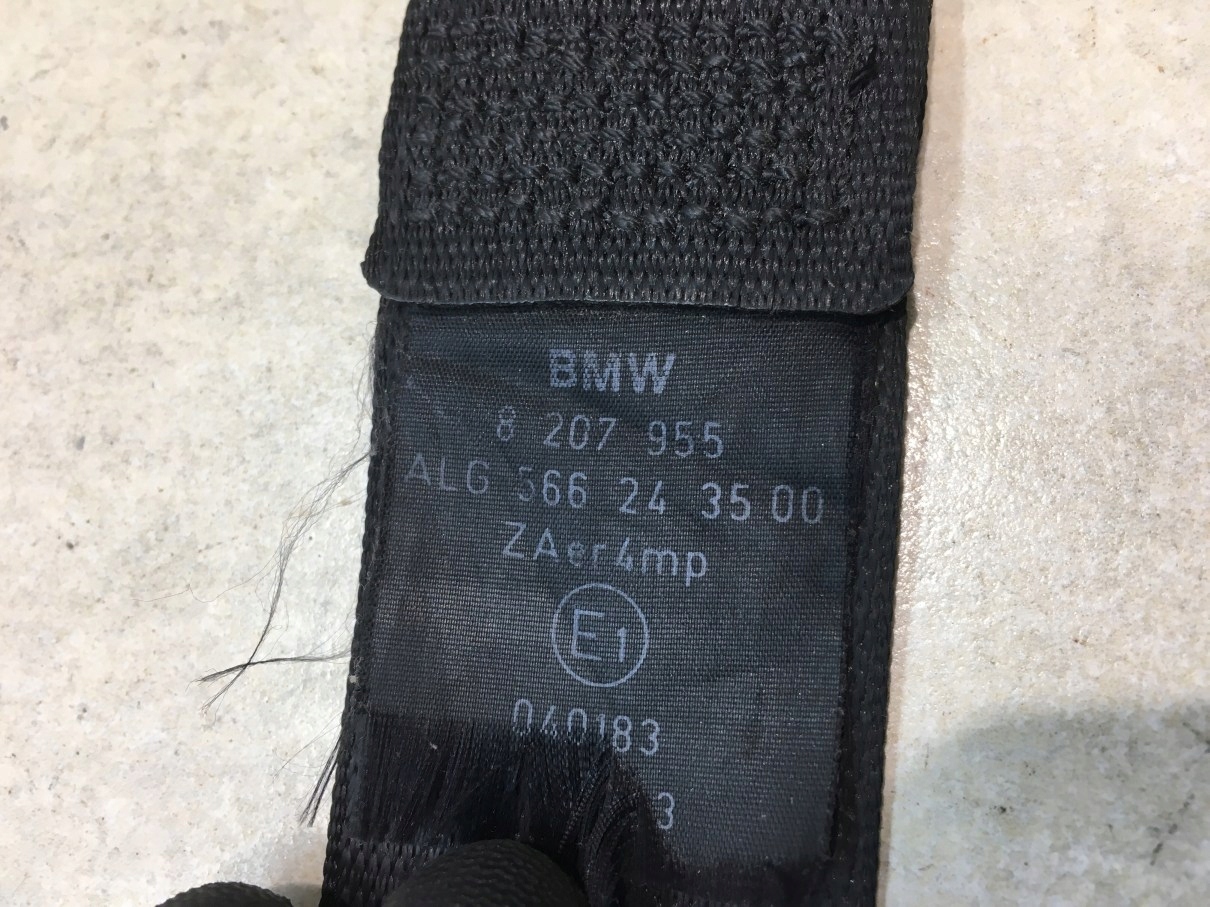 BMW
8 207 955
ALG 566 24 35 00
ZAer4mp
E1
040183
3